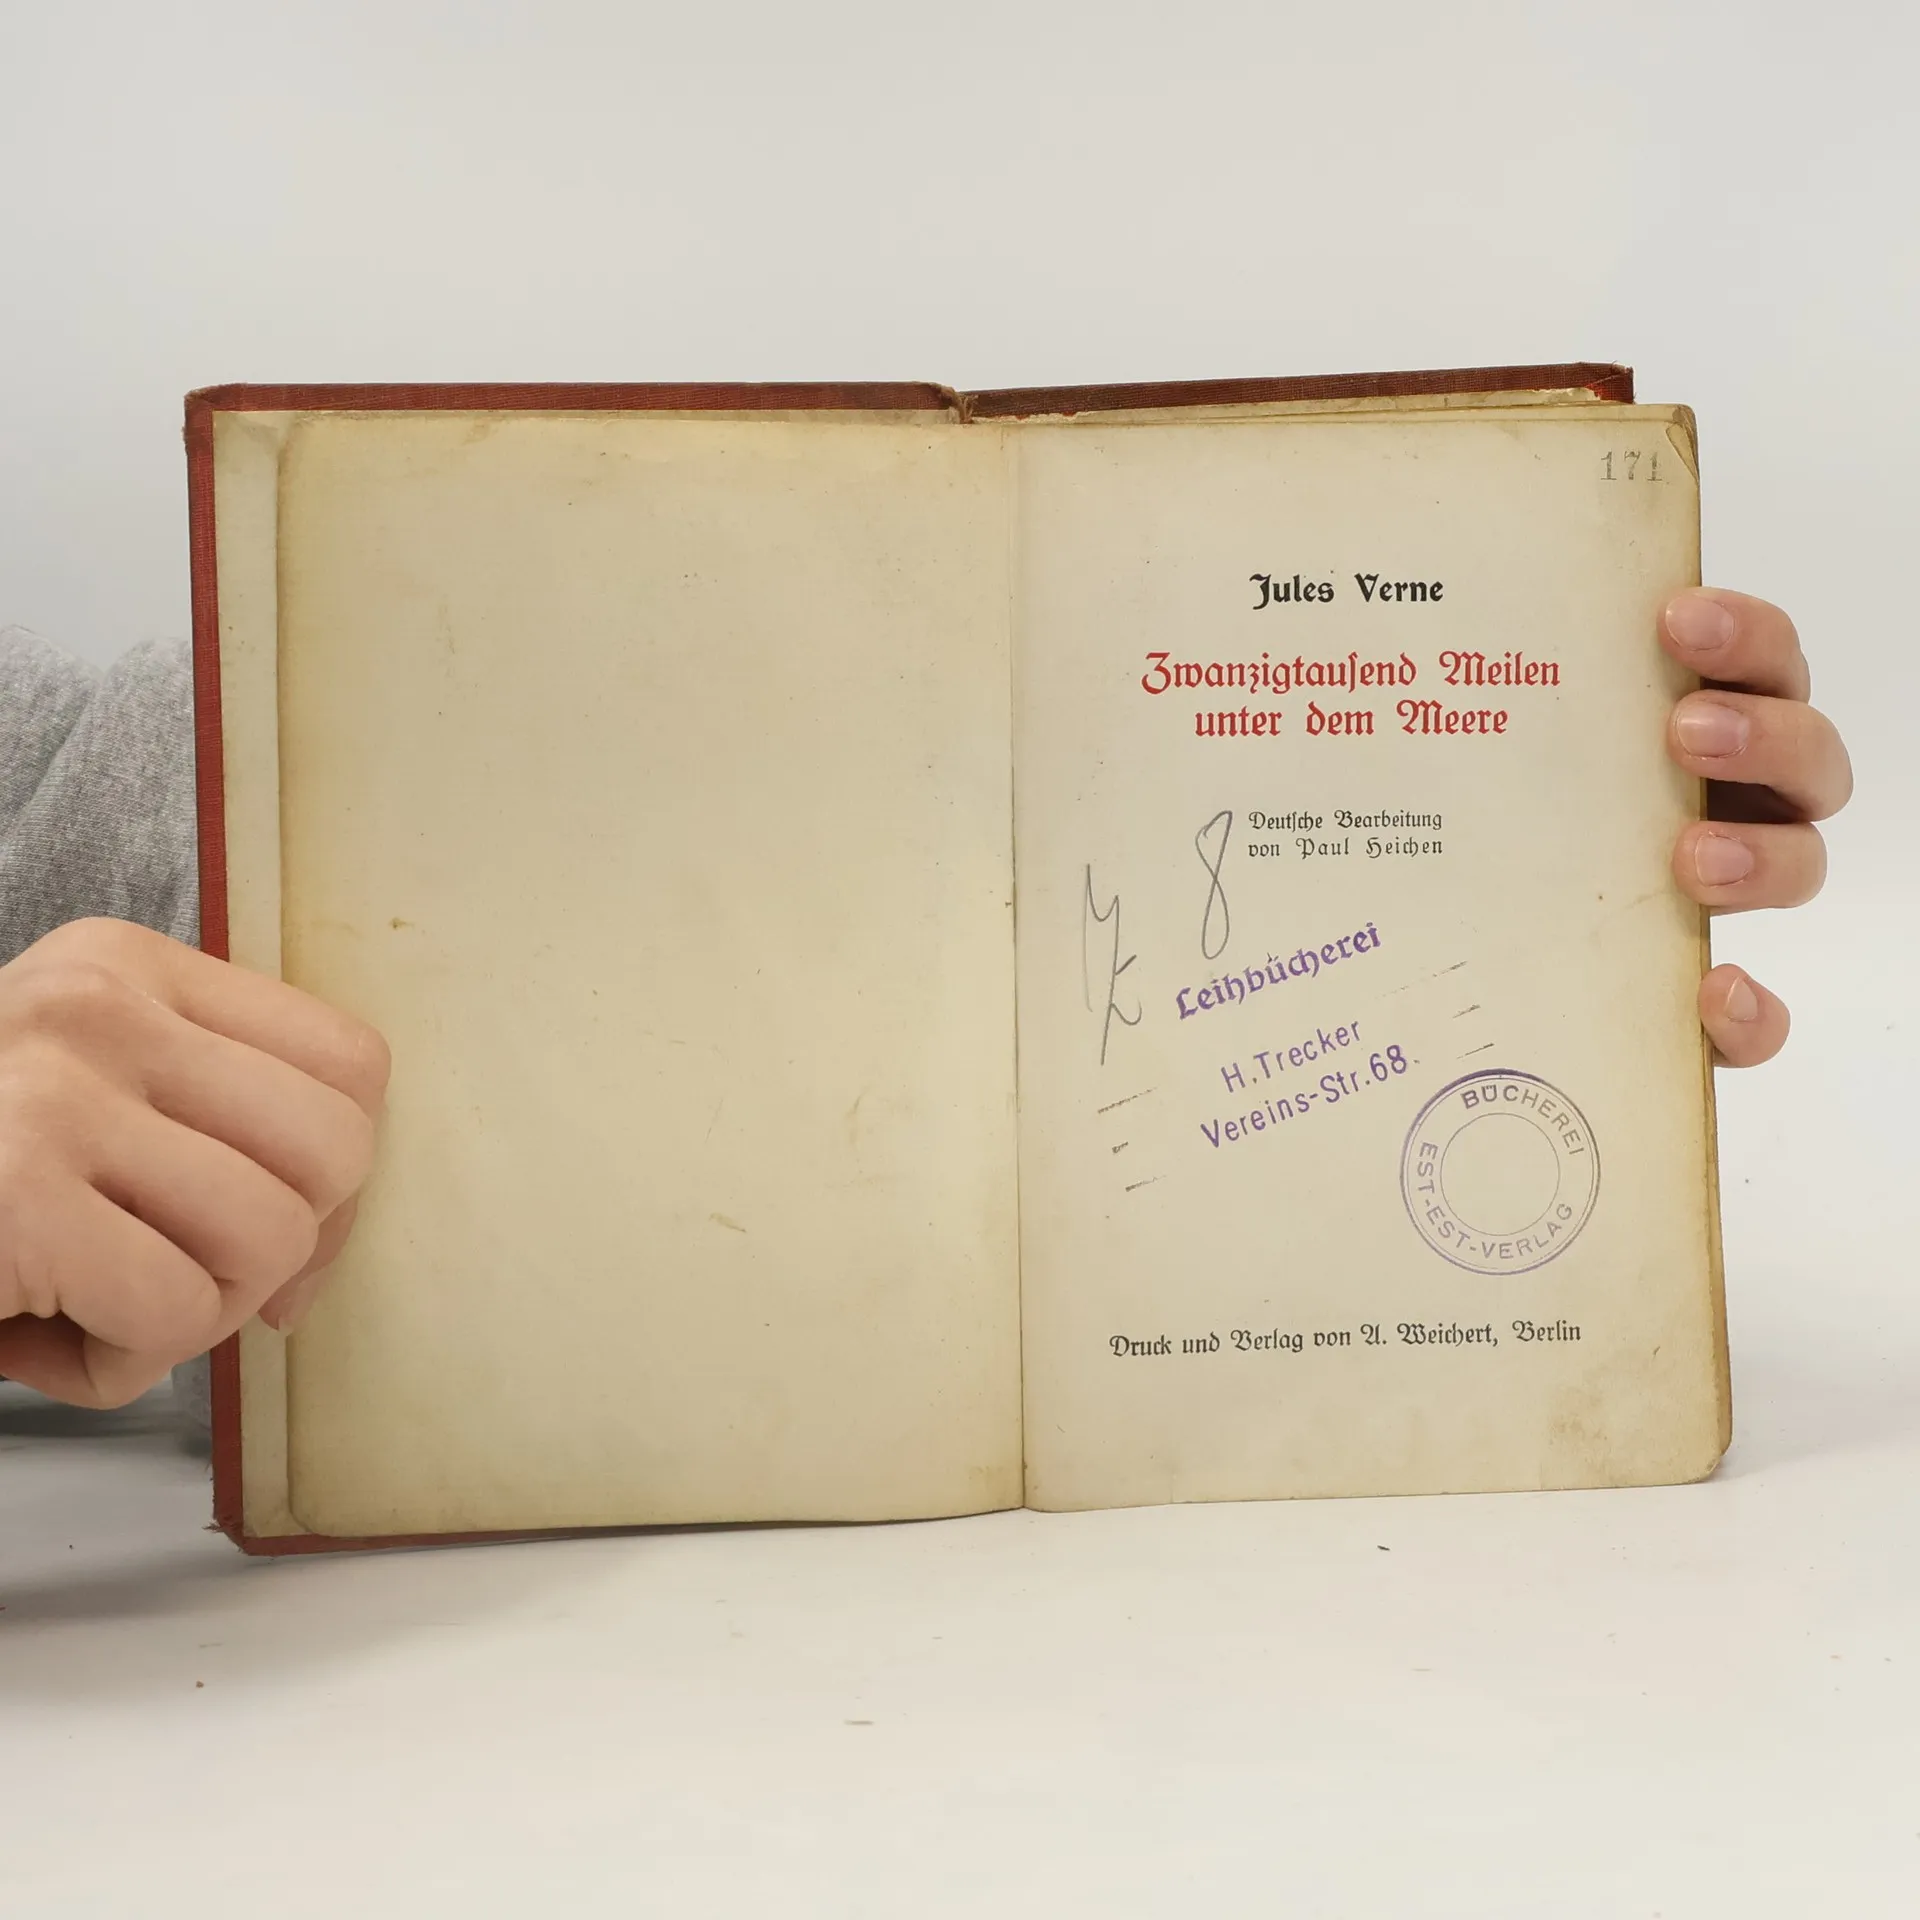 171
Jules Verne
Zwanzigtauſend Meilen
unter dem Meere
Deutſche Bearbeitung
von Paul Heichen
8
Leihbücherei
H. Trecker
Vereins-Str. 68.
BÜCHEREI
EST-EST-VERLAG
Druck und Verlag von A. Weichert, Berlin